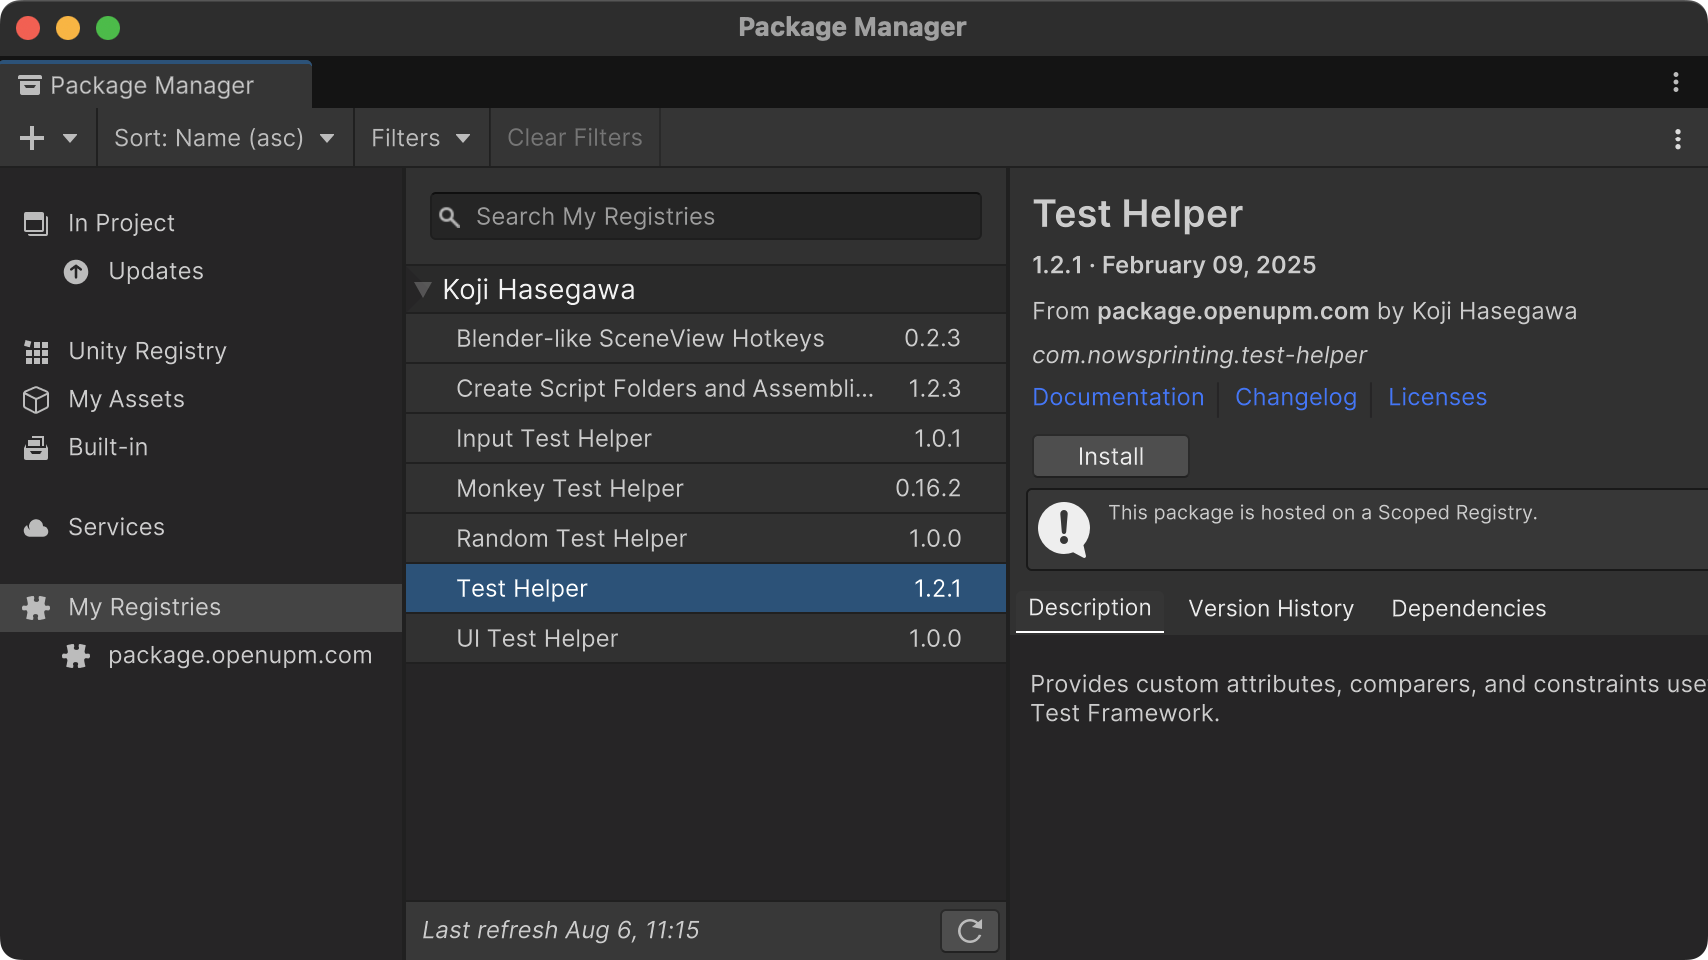 Package Manager
Package Manager
Sort: Name (asc)
Filters
Clear Filters
In Project
Updates
Unity Registry
My Assets
Built-in
Services
My Registries
package.openupm.com
Search My Registries
Koji Hasegawa
Blender-like SceneView Hotkeys 0.2.3
Create Script Folders and Assembli... 1.2.3
Input Test Helper 1.0.1
Monkey Test Helper 0.16.2
Random Test Helper 1.0.0
Test Helper 1.2.1
UI Test Helper 1.0.0
Last refresh Aug 6, 11:15
Test Helper
1.2.1 · February 09, 2025
From package.openupm.com by Koji Hasegawa
com.nowsprinting.test-helper
Documentation Changelog Licenses
Install
This package is hosted on a Scoped Registry.
Description Version History Dependencies
Provides custom attributes, comparers, and constraints use
Test Framework.